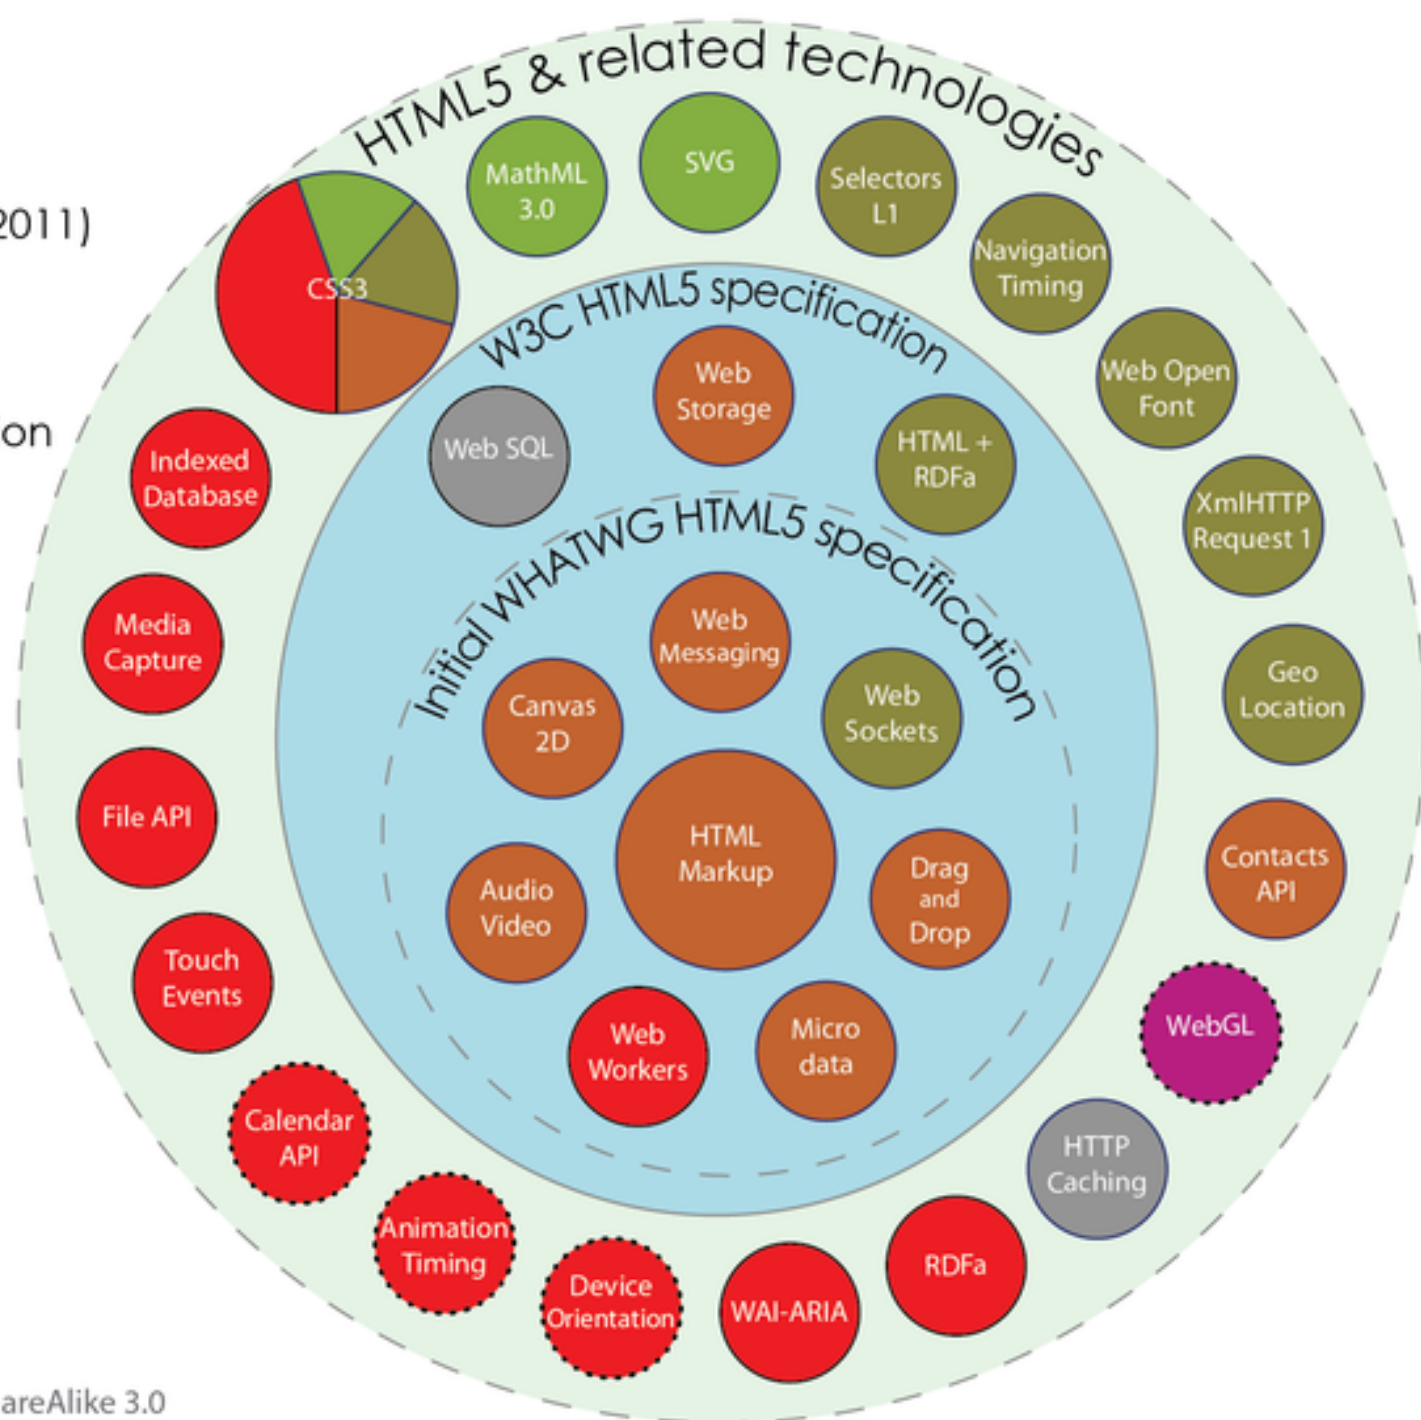 HTML5 & related technologies
2011)
on
MathML
3.0
SVG
Selectors
L1
Navigation
Timing
Web Open
Font
XmlHTTP
Request 1
Geo
Location
Contacts
API
WebGL
HTTP
Caching
RDFa
WAI-ARIA
Device
Orientation
Animation
Timing
Calendar
API
Touch
Events
File API
Media
Capture
Indexed
Database
CSS3
W3C HTML5 specification
Web SQL
Web
Storage
HTML +
RDFa
Initial WHATWG HTML5 specification
Web
Messaging
Canvas
2D
Web
Sockets
HTML
Markup
Audio
Video
Drag
and
Drop
Web
Workers
Micro
data
areAlike 3.0